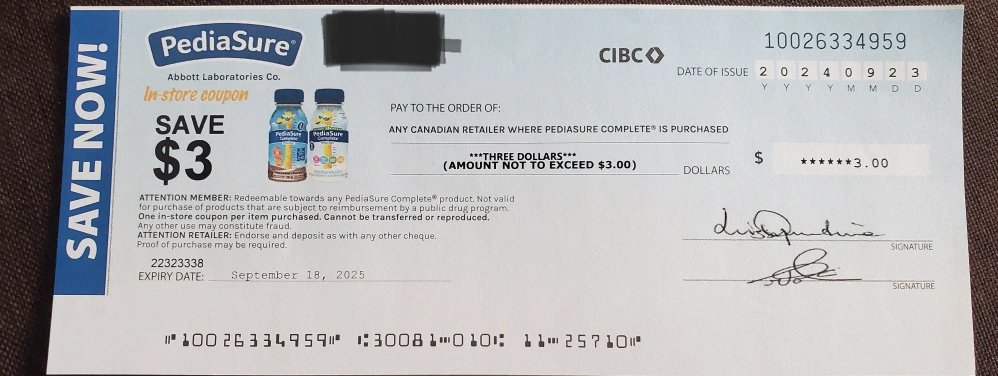 SAVE NOW!
PediaSure®
Abbott Laboratories Co.
In-store coupon
SAVE
$3
CIBC
10026334959
DATE OF ISSUE 2 0 2 4 0 9 2 3
Y Y Y Y M M D D
PAY TO THE ORDER OF:
ANY CANADIAN RETAILER WHERE PEDIASURE COMPLETE® IS PURCHASED
***THREE DOLLARS***
(AMOUNT NOT TO EXCEED $3.00)
DOLLARS
$ ******3.00
PediaSure
Complete
PediaSure
Complete
ATTENTION MEMBER: Redeemable towards any PediaSure Complete® product. Not valid
for purchase of products that are subject to reimbursement by a public drug program.
One in-store coupon per item purchased. Cannot be transferred or reproduced.
Any other use may constitute fraud.
ATTENTION RETAILER: Endorse and deposit as with any other cheque.
Proof of purchase may be required.
22323338
EXPIRY DATE: September 18, 2025
SIGNATURE
SIGNATURE
⑈10026334959⑈ ⑆30081⑉010⑆ 11⑉25710⑈